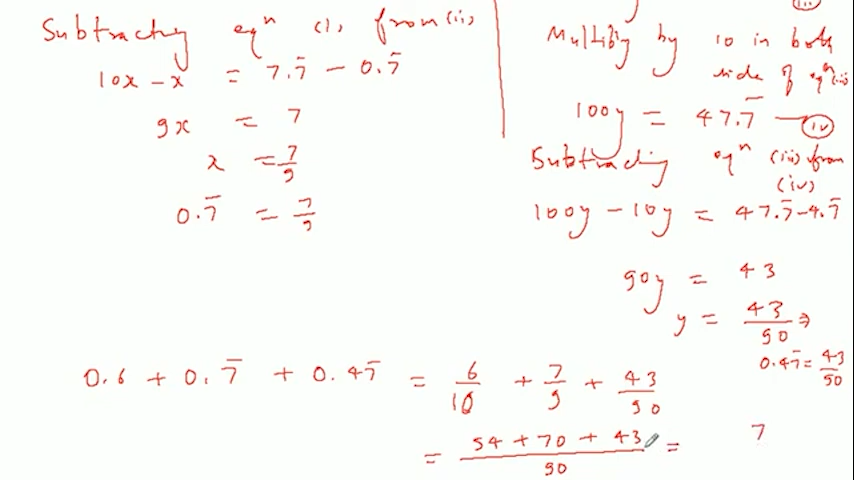 Subtracting eqⁿ (i) from (ii)
10x − x = 7.7̅ − 0.7̅
9x = 7
x = 7/9
0.7̅ = 7/9
Multiply by 10 in both
side of eqⁿ (iii)
100y = 47.7̅ — (iv)
Subtracting eqⁿ (iii) from
(iv)
100y − 10y = 47.7̅ − 4.7̅
90y = 43
y = 43/90 ⇒
0.47̅ = 43/90
0.6 + 0.7̅ + 0.47̅ = 6/10 + 7/9 + 43/90
= (54 + 70 + 43)/90 = 7